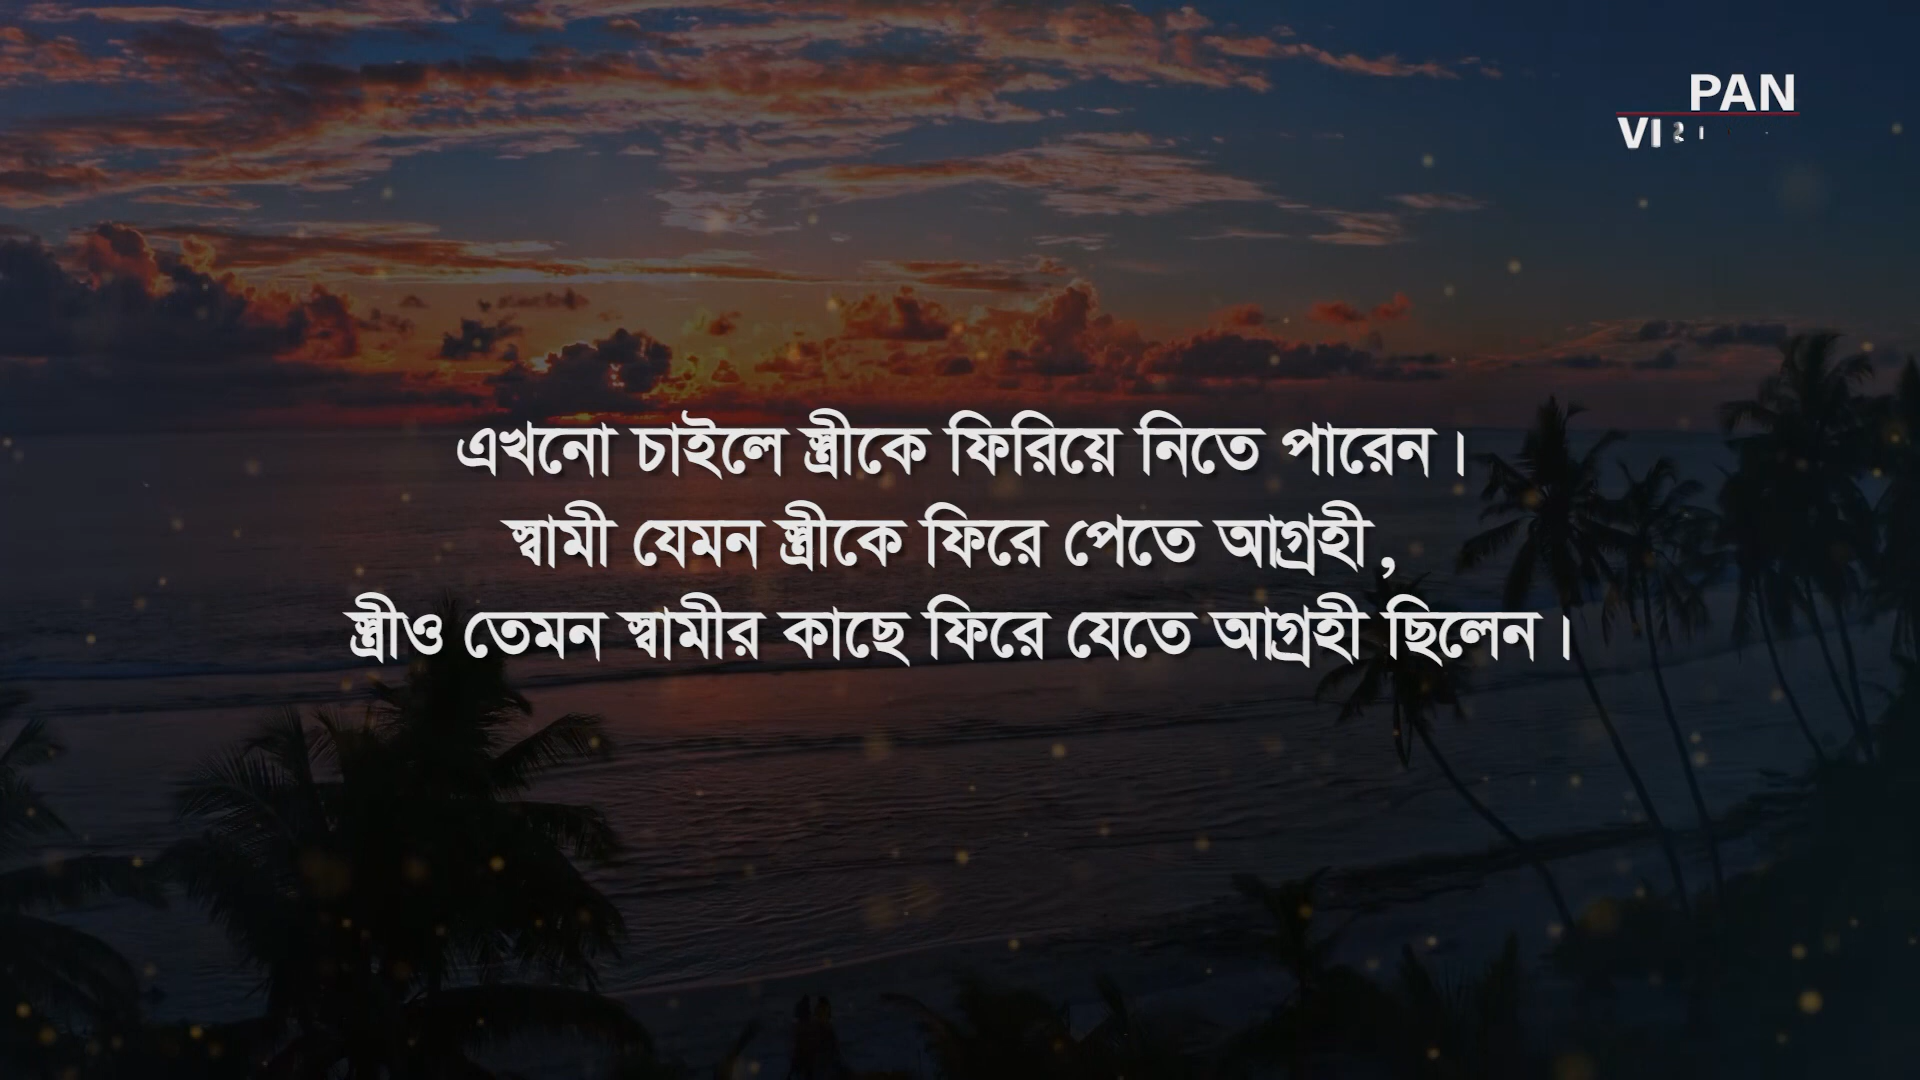 PAN
এখনো চাইলে স্ত্রীকে ফিরিয়ে নিতে পারেন।
স্বামী যেমন স্ত্রীকে ফিরে পেতে আগ্রহী,
স্ত্রীও তেমন স্বামীর কাছে ফিরে যেতে আগ্রহী ছিলেন।